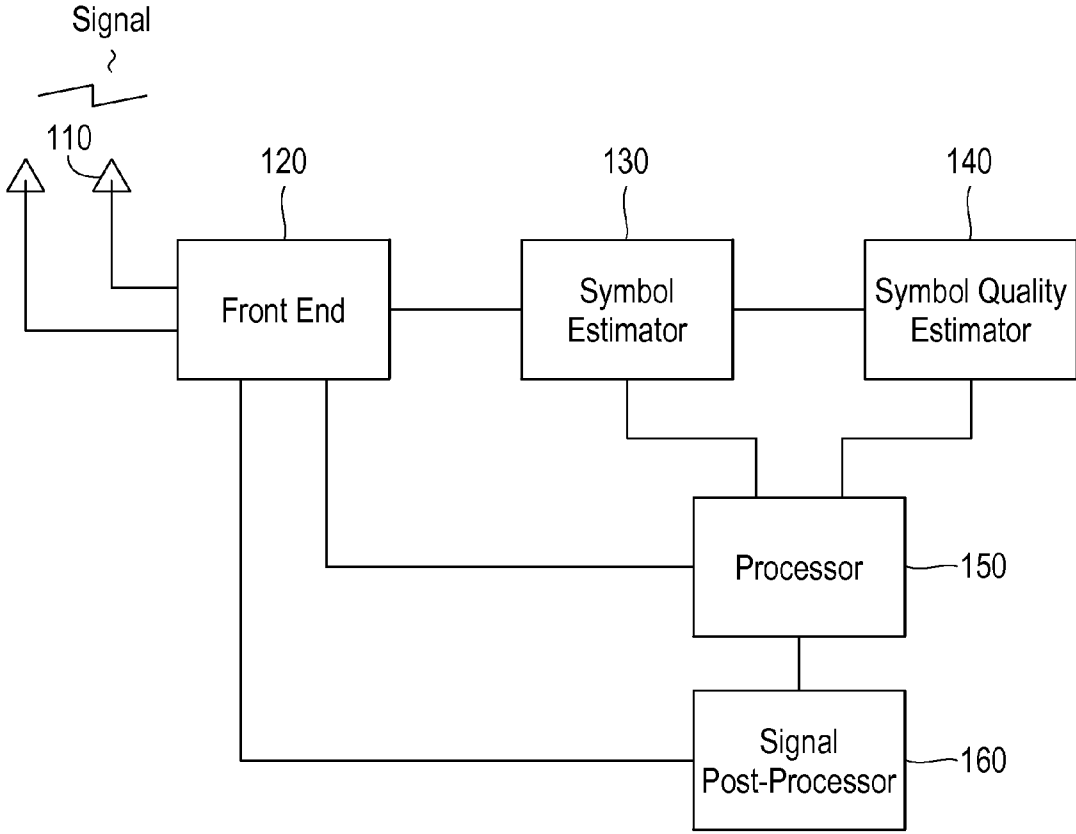 Signal
110
120
130
140
Front End
Symbol
Estimator
Symbol Quality
Estimator
Processor
150
Signal
Post-Processor
160